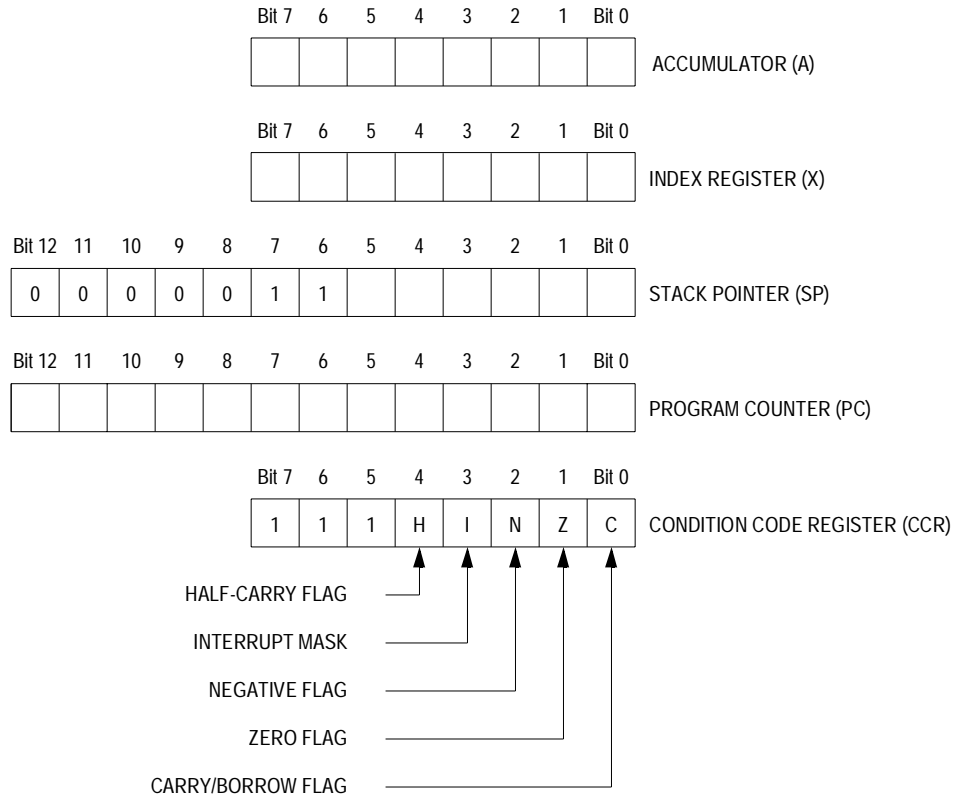 Bit 7 6 5 4 3 2 1 Bit 0
ACCUMULATOR (A)
Bit 7 6 5 4 3 2 1 Bit 0
INDEX REGISTER (X)
Bit 12 11 10 9 8 7 6 5 4 3 2 1 Bit 0
0 0 0 0 0 1 1 STACK POINTER (SP)
Bit 12 11 10 9 8 7 6 5 4 3 2 1 Bit 0
PROGRAM COUNTER (PC)
Bit 7 6 5 4 3 2 1 Bit 0
1 1 1 H I N Z C CONDITION CODE REGISTER (CCR)
HALF-CARRY FLAG
INTERRUPT MASK
NEGATIVE FLAG
ZERO FLAG
CARRY/BORROW FLAG